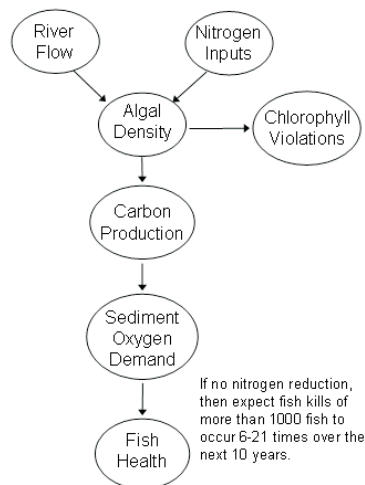 River
Flow
Nitrogen
Inputs
Algal
Density
Chlorophyll
Violations
Carbon
Production
Sediment
Oxygen
Demand
Fish
Health
If no nitrogen reduction,
then expect fish kills of
more than 1000 fish to
occur 6-21 times over the
next 10 years.